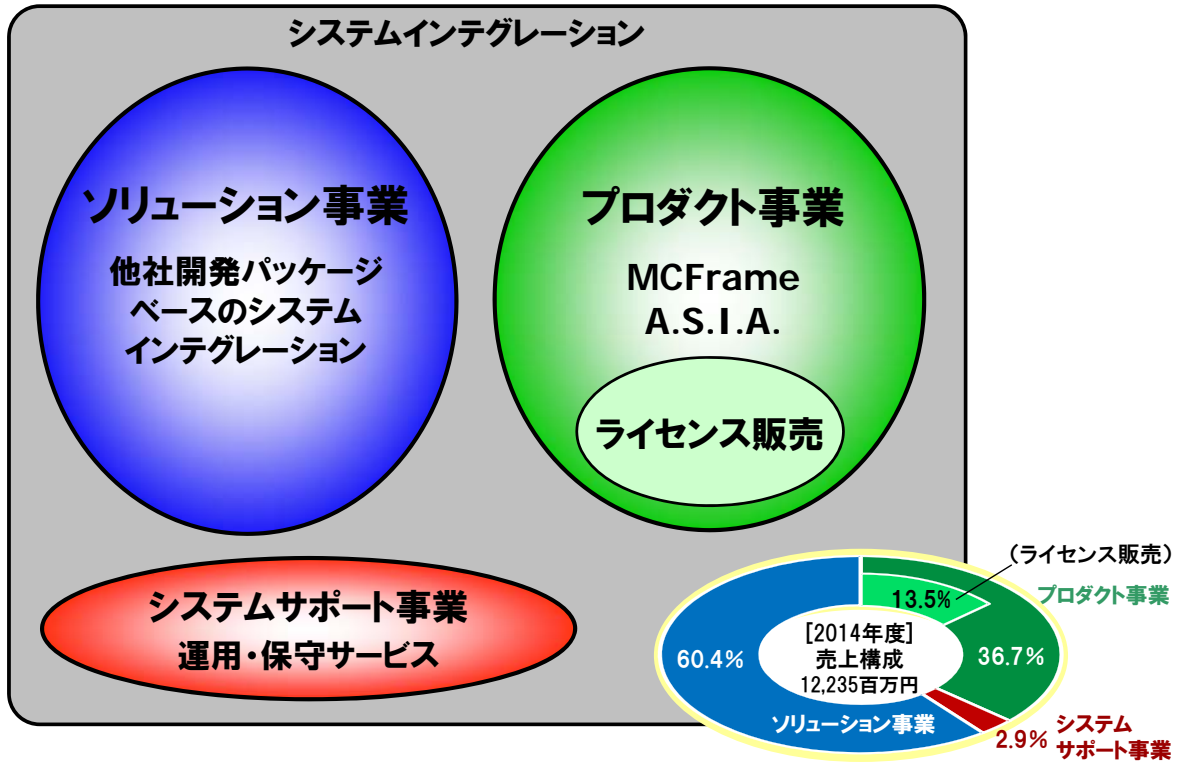 システムインテグレーション
ソリューション事業
他社開発パッケージ
ベースのシステム
インテグレーション
プロダクト事業
MCFrame
A.S.I.A.
ライセンス販売
システムサポート事業
運用・保守サービス
（ライセンス販売）
プロダクト事業
13.5%
[2014年度]
売上構成
12,235百万円
60.4%
36.7%
ソリューション事業
2.9%
システム
サポート事業